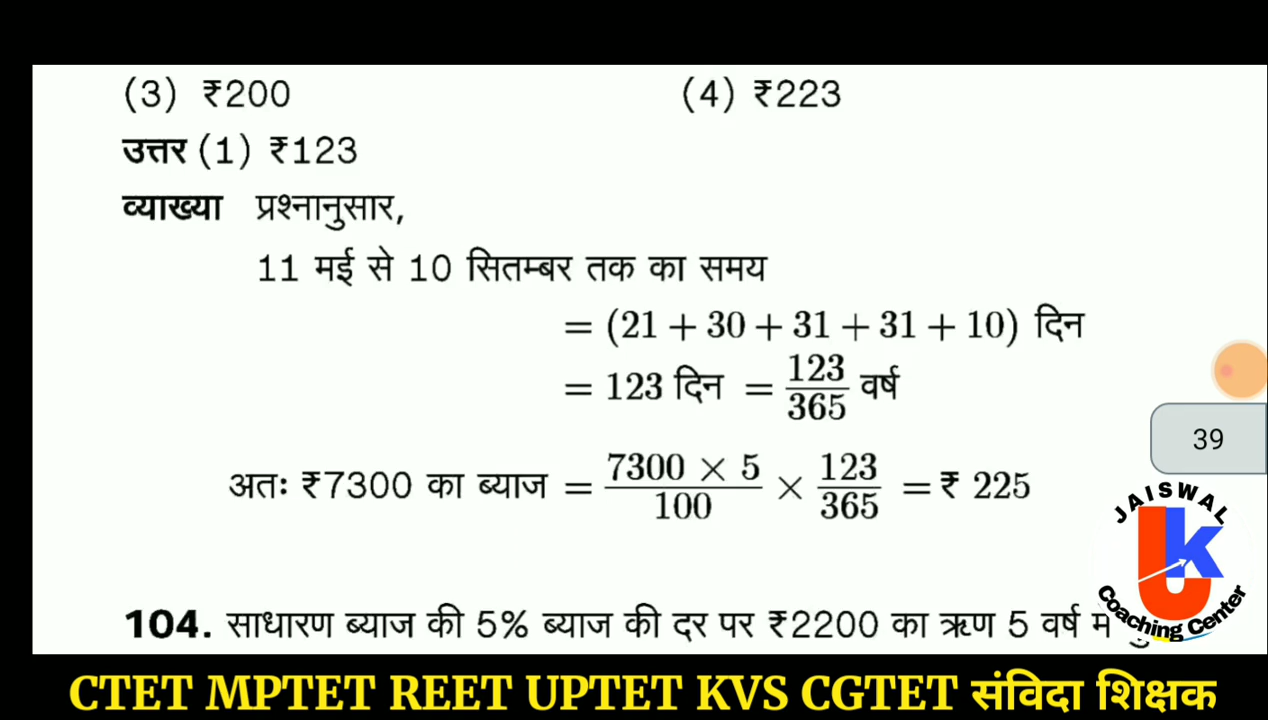 (3) ₹200 (4) ₹223
उत्तर (1) ₹123
व्याख्या प्रश्नानुसार,
11 मई से 10 सितम्बर तक का समय
= (21 + 30 + 31 + 31 + 10) दिन
= 123 दिन = 123/365 वर्ष
39
अतः ₹7300 का ब्याज = 7300 × 5/100 × 123/365 = ₹ 225
JAISWAL
JK
Coaching Center
104. साधारण ब्याज की 5% ब्याज की दर पर ₹2200 का ऋण 5 वर्ष
CTET MPTET REET UPTET KVS CGTET संविदा शिक्षक